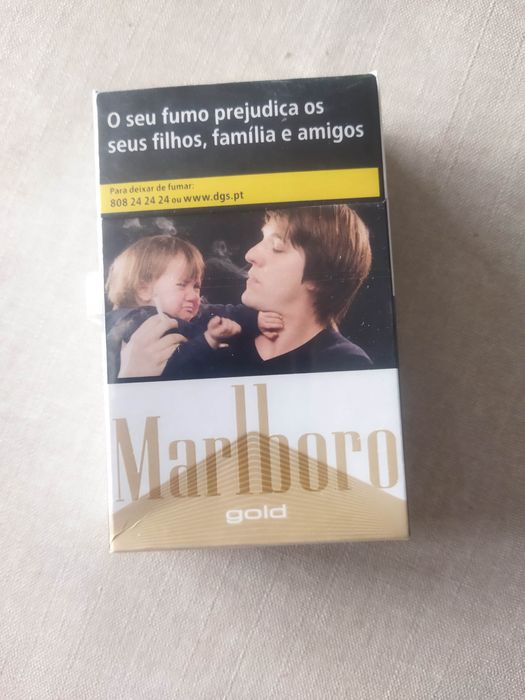 O seu fumo prejudica os
seus filhos, família e amigos
Para deixar de fumar:
808 24 24 24 ou www.dgs.pt
Marlboro
gold